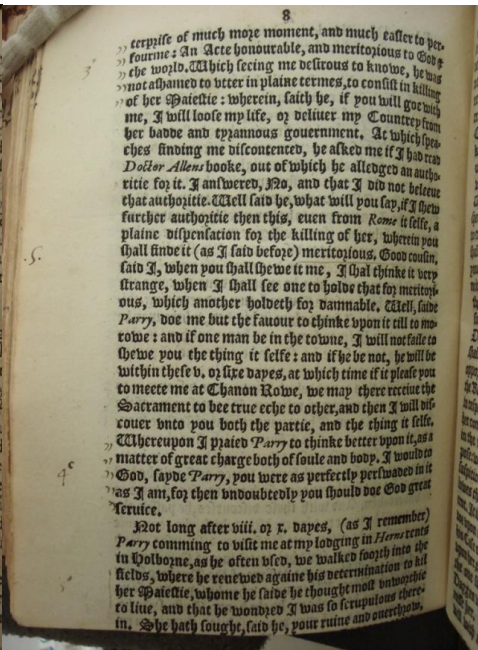 8
terprise of much more moment, and much easier to per-
fourme: An Acte honourable, and meritorious to God &
the world. Which seeing me desirous to knowe, he was
not ashamed to vtter in plaine termes, to consist in killing
of her Maiestie: wherein, saith he, if you will goe with
me, I will loose my life, or deliuer my Countrey from
her badde and tyrannous gouernment. At which spea-
ches finding me discontented, he asked me if I had read
Doctor Allens booke, out of which he alledged an autho-
ritie for it. I answered, No, and that I did not beleeue
that authoritie. Well said he, what will you say, if I shew
further authoritie then this, euen from Rome it selfe, a
plaine dispensation for the killing of her, wherein you
shall finde it (as I said before) meritorious. Good cousin,
said I, when you shall shewe it me, I shal thinke it very
strange, when I shall see one to holde that for meritori-
ous, which another holdeth for damnable. Well, saide
Parry, doe me but the fauour to thinke vpon it till to mo-
rowe: and if one man be in the towne, I will not faile to
shewe you the thing it selfe: and if he be not, he will be
within these v. or sixe dayes, at which time if it please you
to meete me at Chanon Rowe, we may there receiue the
Sacrament to bee true eche to other, and then I will dis-
couer vnto you both the partie, and the thing it selfe.
Whereupon I praied Parry to thinke better vpon it, as a
matter of great charge both of soule and body. I would to
God, sayde Parry, you were as perfectly perswaded in it
as I am, for then vndoubtedly you should doe God great
seruice.
Not long after viii. or x. dayes, (as I remember)
Parry comming to visit me at my lodging in Herns rents
in Holborne, as he often vsed, we walked foorth into the
fields, where he renewed againe his determination to kil
her Maiestie, whome he saide he thought most vnworthie
to liue, and that he wondred I was so scrupulous there-
in. She hath sought, said he, your ruine and ouerthrow,